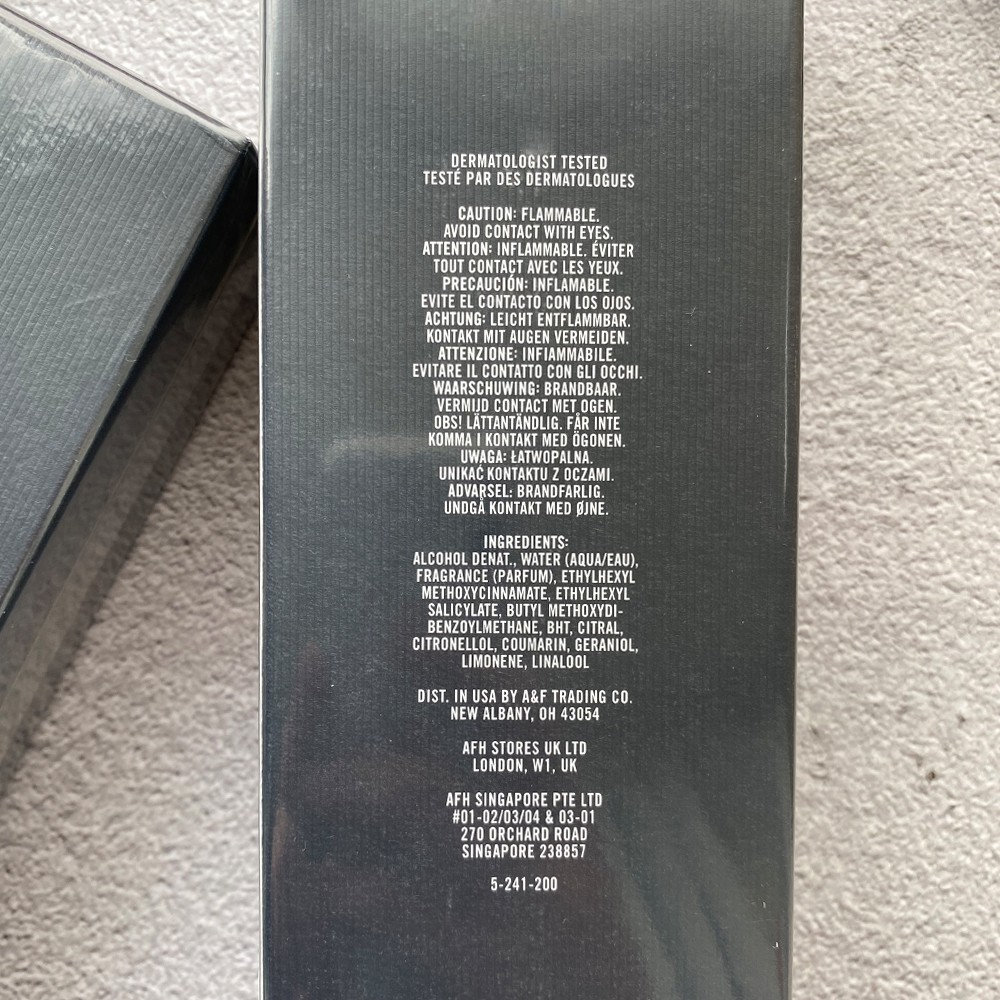 DERMATOLOGIST TESTED
TESTÉ PAR DES DERMATOLOGUES
CAUTION: FLAMMABLE.
AVOID CONTACT WITH EYES.
ATTENTION: INFLAMMABLE. ÉVITER
TOUT CONTACT AVEC LES YEUX.
PRECAUCIÓN: INFLAMABLE.
EVITE EL CONTACTO CON LOS OJOS.
ACHTUNG: LEICHT ENTFLAMMBAR.
KONTAKT MIT AUGEN VERMEIDEN.
ATTENZIONE: INFIAMMABILE.
EVITARE IL CONTATTO CON GLI OCCHI.
WAARSCHUWING: BRANDBAAR.
VERMIJD CONTACT MET OGEN.
OBS! LÄTTANTÄNDLIG. FÅR INTE
KOMMA I KONTAKT MED ÖGONEN.
UWAGA: ŁATWOPALNA.
UNIKAĆ KONTAKTU Z OCZAMI.
ADVARSEL: BRANDFARLIG.
UNDGÅ KONTAKT MED ØJNE.
INGREDIENTS:
ALCOHOL DENAT., WATER (AQUA/EAU),
FRAGRANCE (PARFUM), ETHYLHEXYL
METHOXYCINNAMATE, ETHYLHEXYL
SALICYLATE, BUTYL METHOXYDI-
BENZOYLMETHANE, BHT, CITRAL,
CITRONELLOL, COUMARIN, GERANIOL,
LIMONENE, LINALOOL
DIST. IN USA BY A&F TRADING CO.
NEW ALBANY, OH 43054
AFH STORES UK LTD
LONDON, W1, UK
AFH SINGAPORE PTE LTD
#01-02/03/04 & 03-01
270 ORCHARD ROAD
SINGAPORE 238857
5-241-200